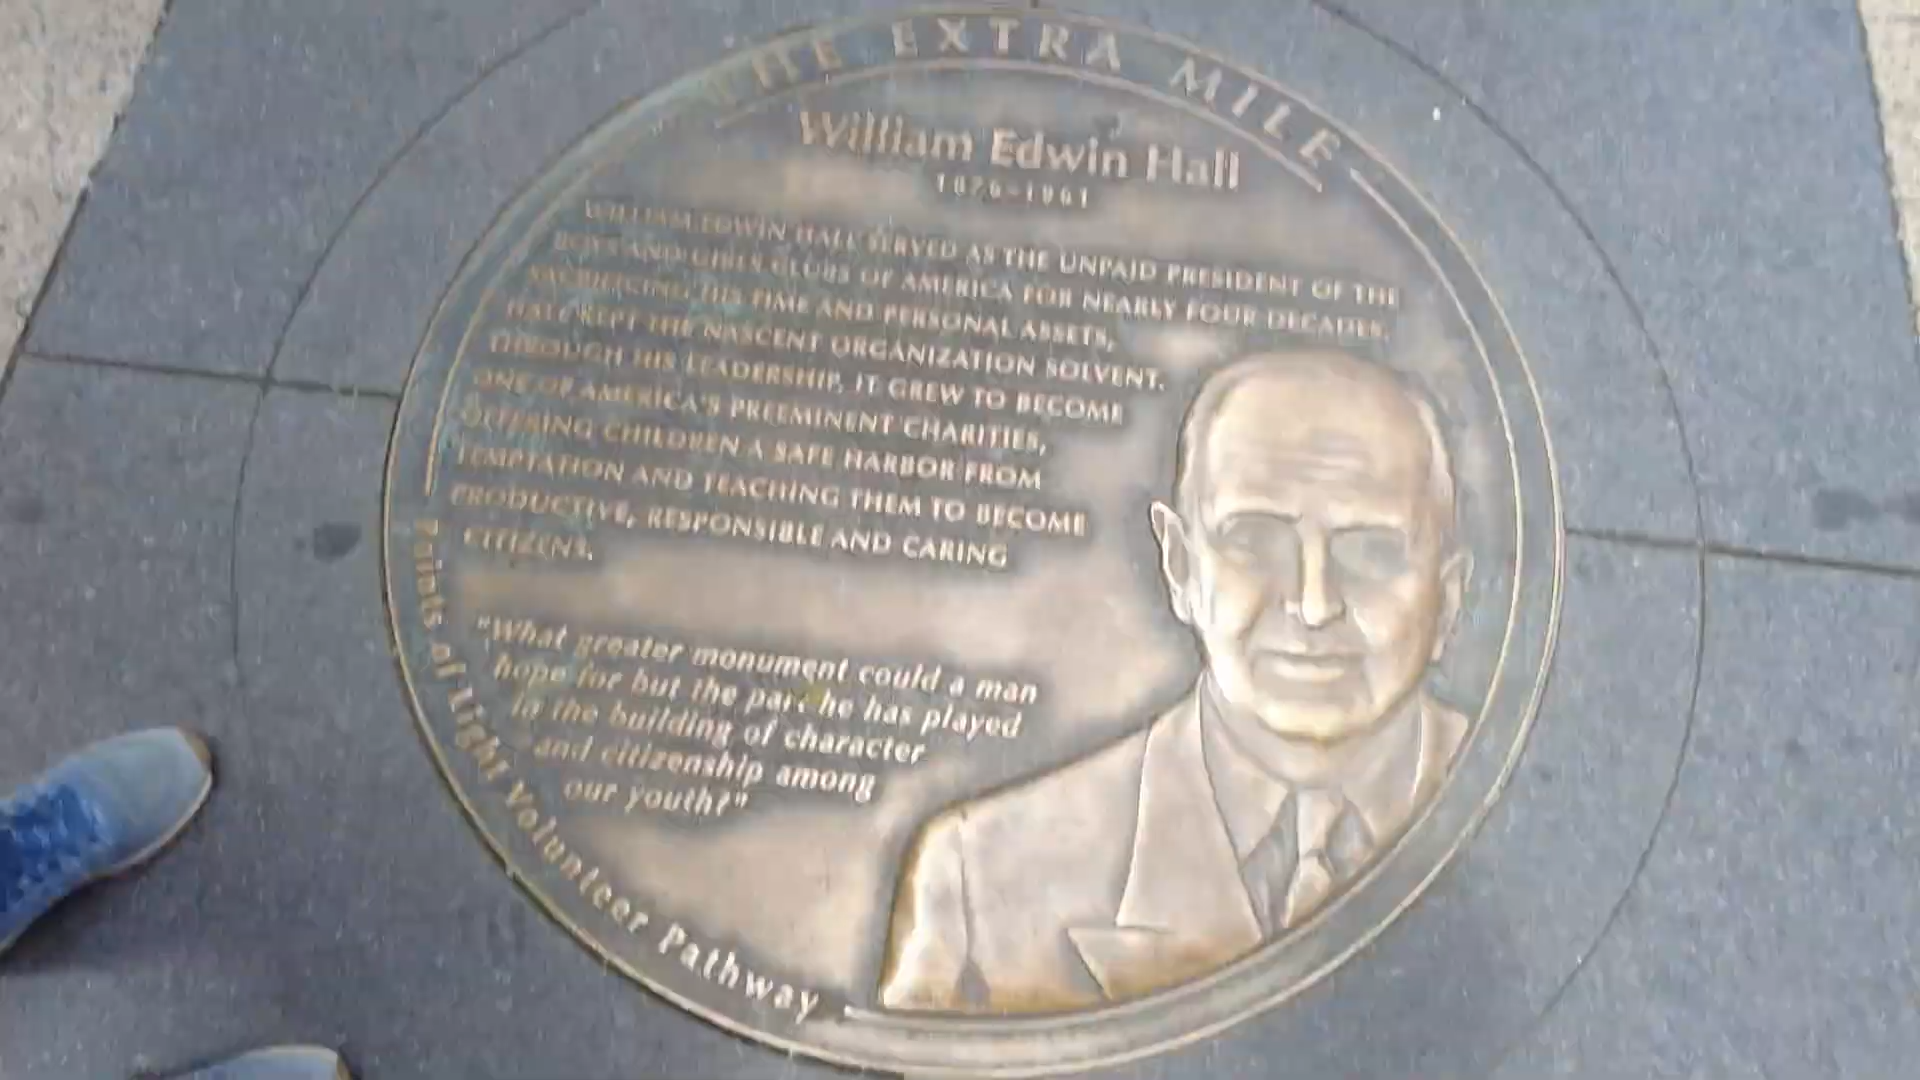 THE EXTRA MILE
William Edwin Hall
1878-1961
WILLIAM EDWIN HALL SERVED AS THE UNPAID PRESIDENT OF THE
BOYS AND GIRLS CLUBS OF AMERICA FOR NEARLY FOUR DECADES.
SACRIFICING HIS TIME AND PERSONAL ASSETS,
HALL KEPT THE NASCENT ORGANIZATION SOLVENT.
THROUGH HIS LEADERSHIP, IT GREW TO BECOME
ONE OF AMERICA'S PREEMINENT CHARITIES,
OFFERING CHILDREN A SAFE HARBOR FROM
TEMPTATION AND TEACHING THEM TO BECOME
PRODUCTIVE, RESPONSIBLE AND CARING
CITIZENS.
"What greater monument could a man
hope for but the part he has played
in the building of character
and citizenship among
our youth?"
Points of Light Volunteer Pathway